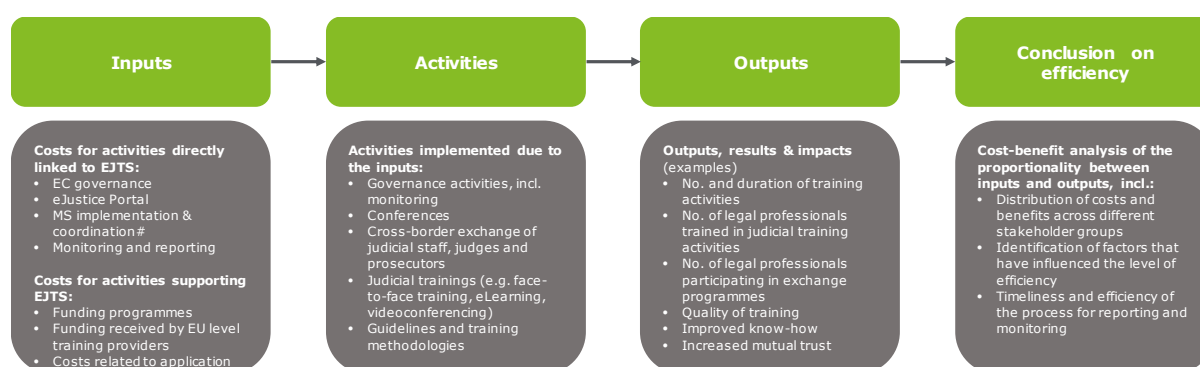 Inputs
Activities
Outputs
Conclusion on
efficiency
Costs for activities directly
linked to EJTS:
• EC governance
• eJustice Portal
• MS implementation &
coordination#
• Monitoring and reporting
Costs for activities supporting
EJTS:
• Funding programmes
• Funding received by EU level
training providers
• Costs related to application
Activities implemented due to
the inputs:
• Governance activities, incl.
monitoring
• Conferences
• Cross-border exchange of
judicial staff, judges and
prosecutors
• Judicial trainings (e.g. face-
to-face training, eLearning,
videoconferencing)
• Guidelines and training
methodologies
Outputs, results & impacts
(examples)
• No. and duration of training
activities
• No. of legal professionals
trained in judicial training
activities
• No. of legal professionals
participating in exchange
programmes
• Quality of training
• Improved know-how
• Increased mutual trust
Cost-benefit analysis of the
proportionality between
inputs and outputs, incl.:
• Distribution of costs and
benefits across different
stakeholder groups
• Identification of factors that
have influenced the level of
efficiency
• Timeliness and efficiency of
the process for reporting and
monitoring